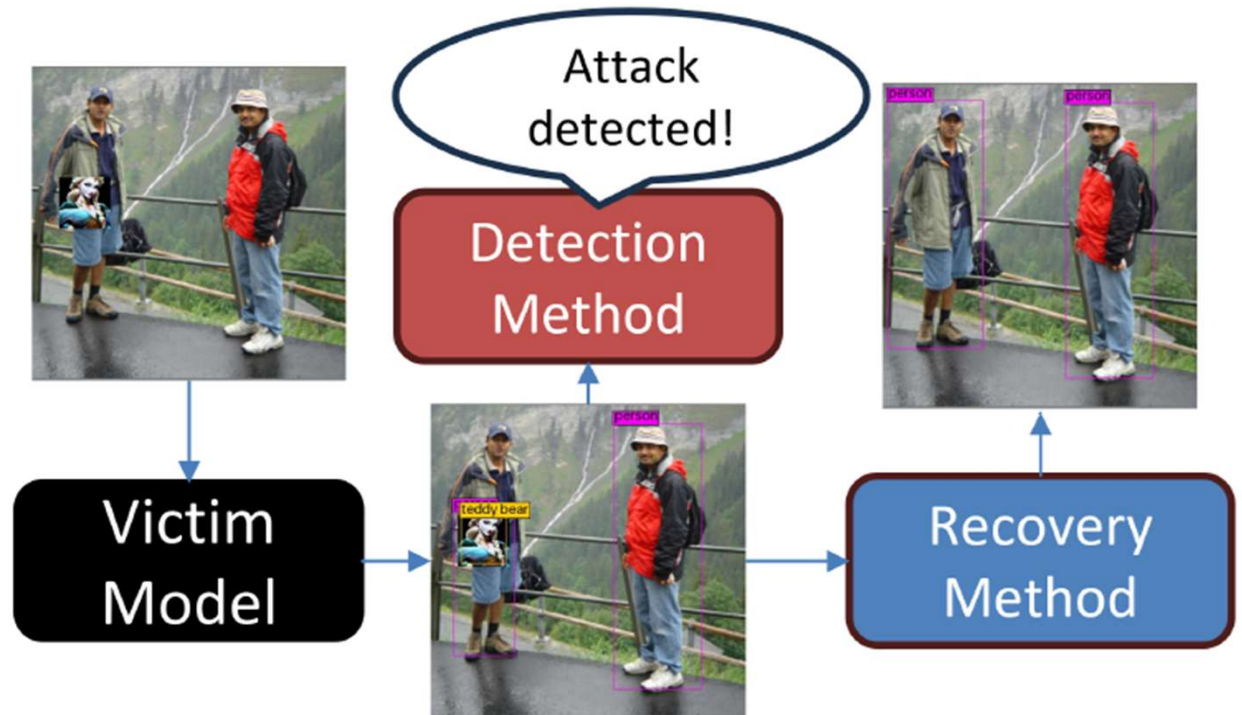 Attack
detected!
person
person
Detection
Method
person
teddy bear
Victim
Model
Recovery
Method